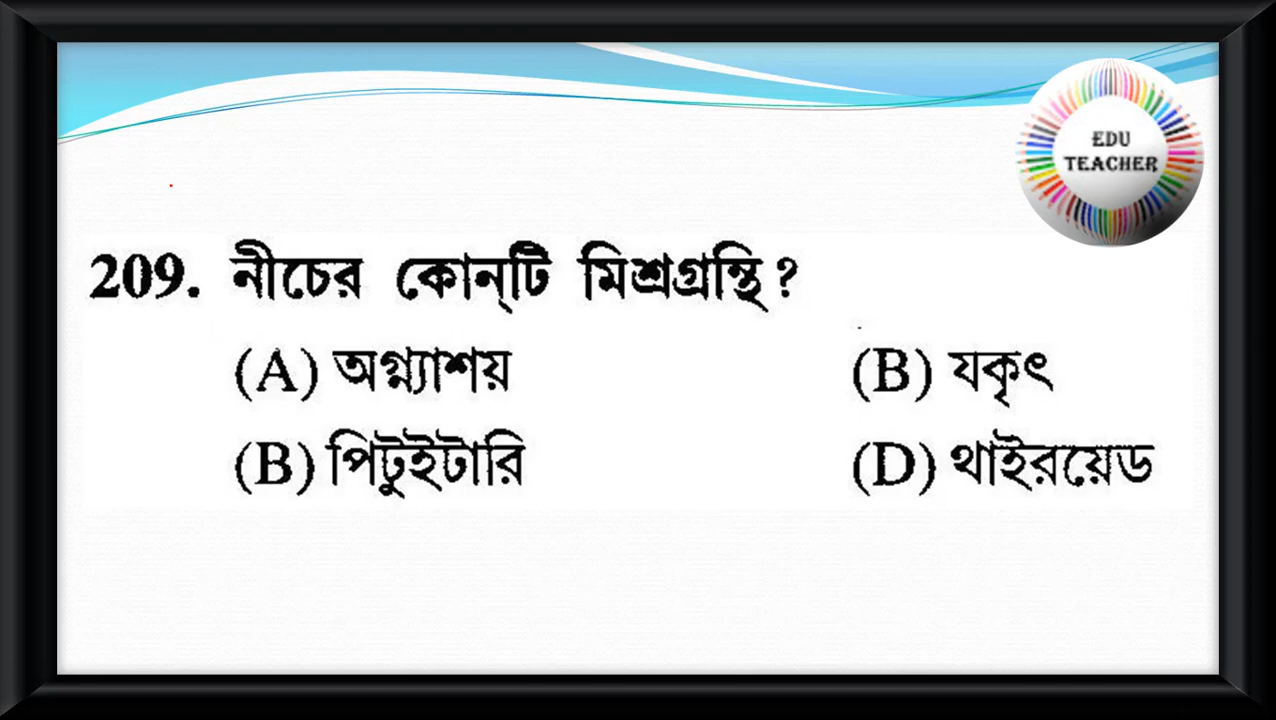 EDU
TEACHER
209. নীচের কোন্‌টি মিশ্রগ্রন্থি?
(A) অগ্ন্যাশয় (B) যকৃৎ
(B) পিটুইটারি (D) থাইরয়েড